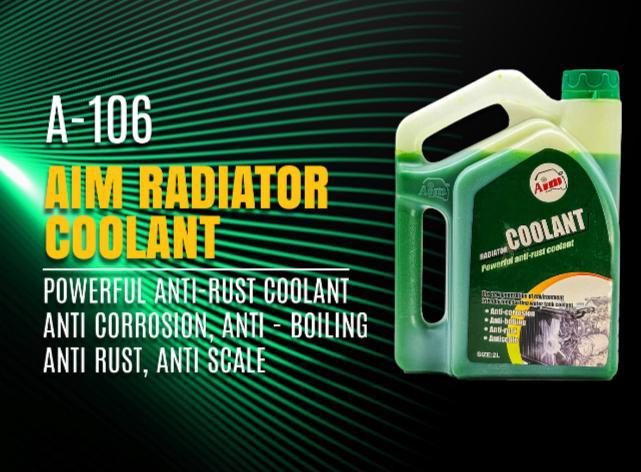 A-106
AIM RADIATOR
COOLANT
POWERFUL ANTI-RUST COOLANT
ANTI CORROSION, ANTI - BOILING
ANTI RUST, ANTI SCALE
Aim
RADIATOR COOLANT
Powerful anti-rust coolant
• Anti-corrosion
• Anti-boiling
• Anti-rust
• Antiscale
SIZE:2L